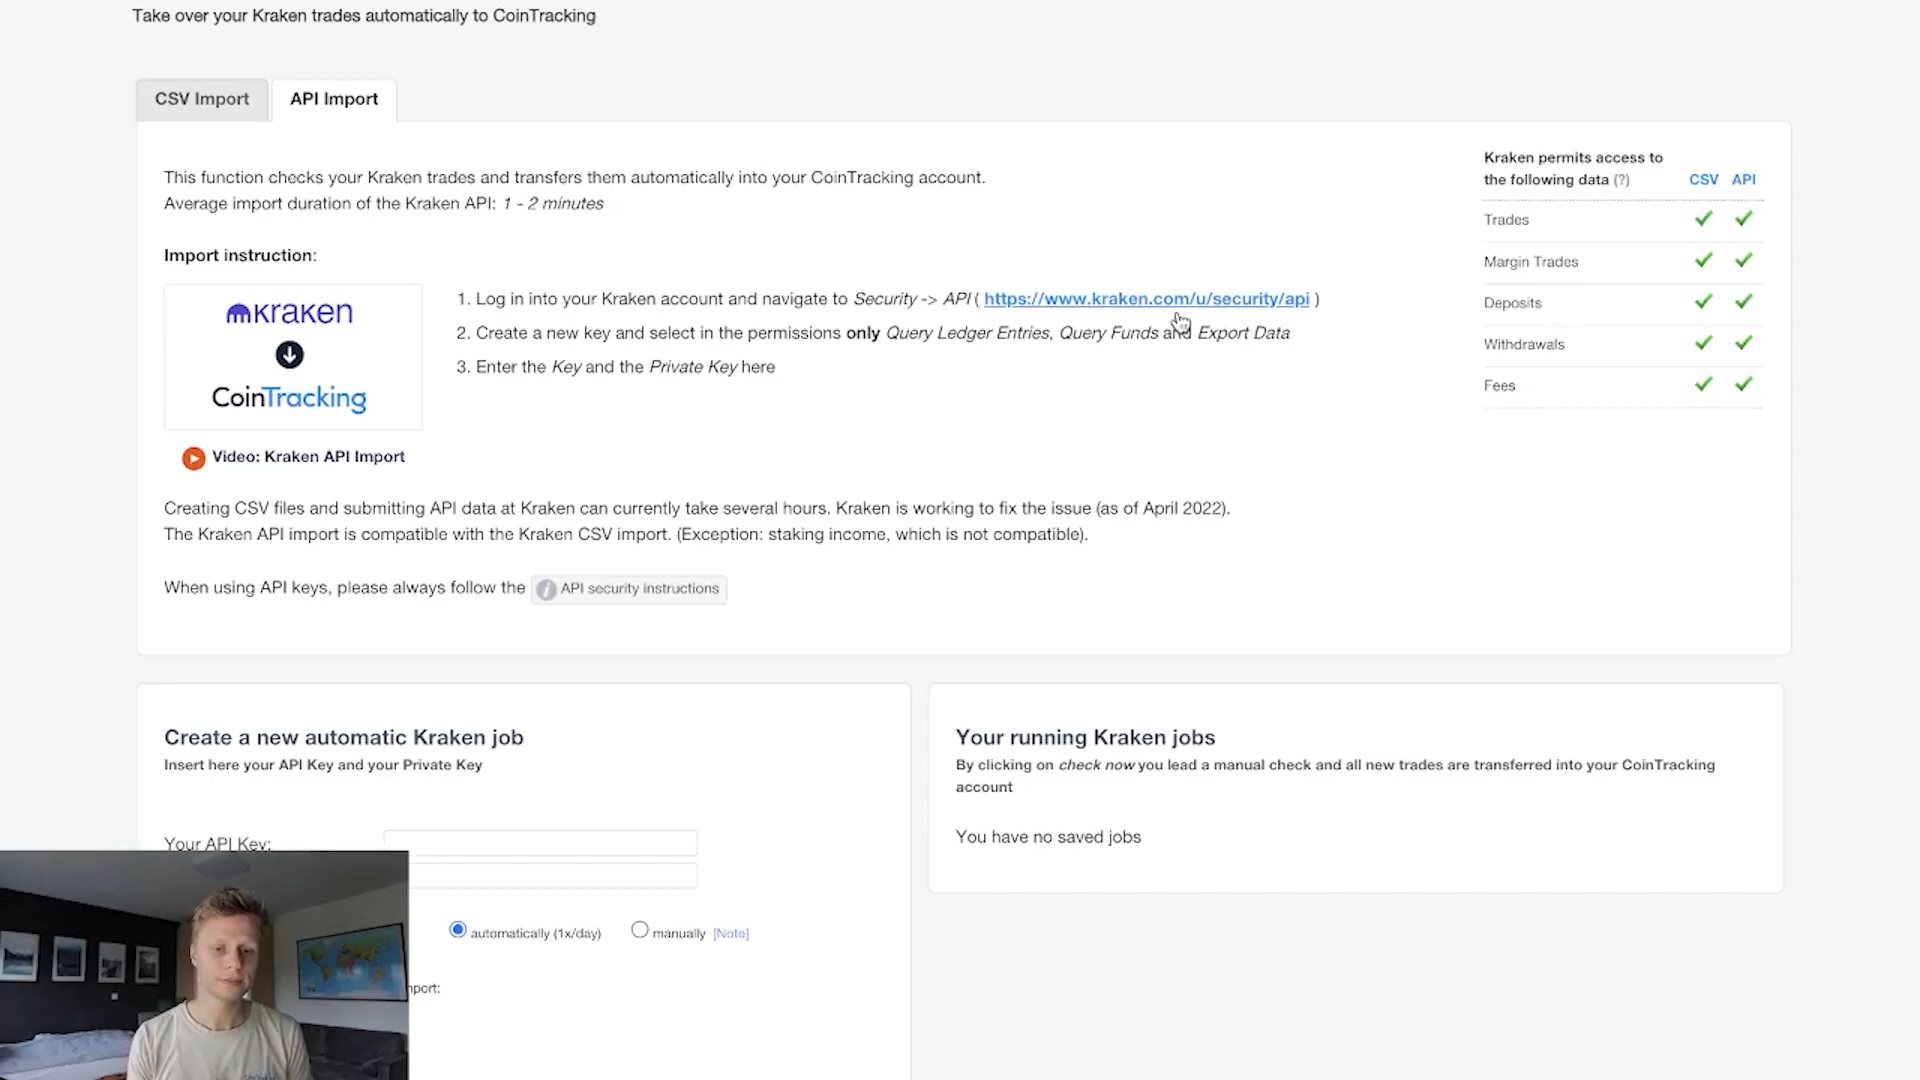 Take over your Kraken trades automatically to CoinTracking
CSV Import
API Import
This function checks your Kraken trades and transfers them automatically into your CoinTracking account.
Average import duration of the Kraken API: 1 - 2 minutes
Import instruction:
kraken
CoinTracking
Video: Kraken API Import
1. Log in into your Kraken account and navigate to Security -> API ( https://www.kraken.com/u/security/api )
2. Create a new key and select in the permissions only Query Ledger Entries, Query Funds and Export Data
3. Enter the Key and the Private Key here
Kraken permits access to
the following data (?) CSV API
Trades
Margin Trades
Deposits
Withdrawals
Fees
Creating CSV files and submitting API data at Kraken can currently take several hours. Kraken is working to fix the issue (as of April 2022).
The Kraken API import is compatible with the Kraken CSV import. (Exception: staking income, which is not compatible).
When using API keys, please always follow the API security instructions
Create a new automatic Kraken job
Insert here your API Key and your Private Key
Your API Key:
automatically (1x/day) manually [Note]
Your running Kraken jobs
By clicking on check now you lead a manual check and all new trades are transferred into your CoinTracking
account
You have no saved jobs